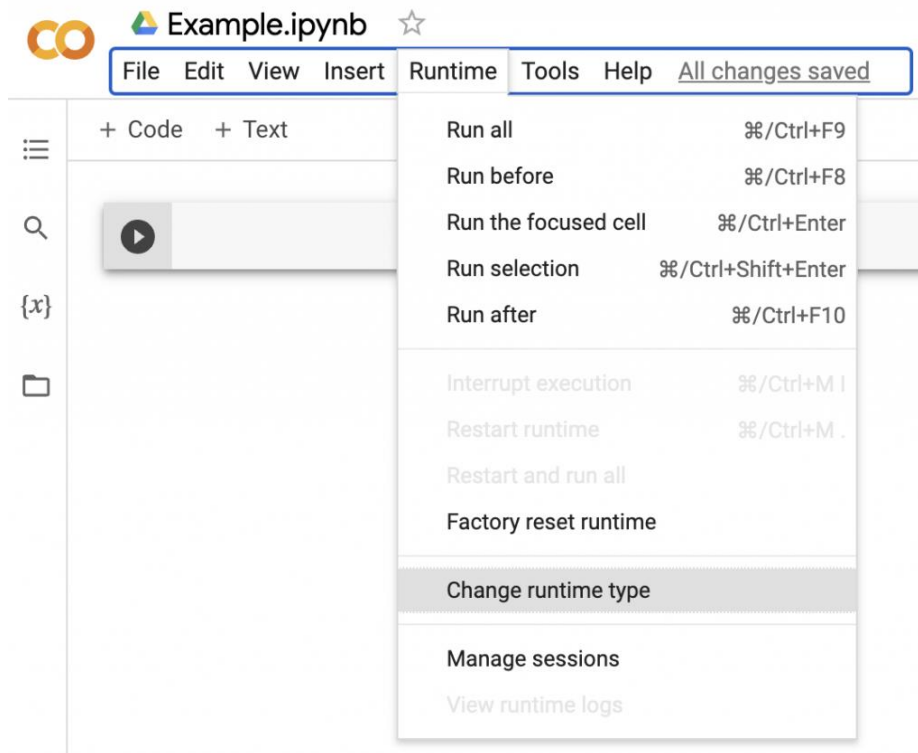 Example.ipynb
File Edit View Insert Runtime Tools Help All changes saved
+ Code + Text
Run all ⌘/Ctrl+F9
Run before ⌘/Ctrl+F8
Run the focused cell ⌘/Ctrl+Enter
Run selection ⌘/Ctrl+Shift+Enter
{x}
Run after ⌘/Ctrl+F10
Interrupt execution ⌘/Ctrl+M I
Restart runtime ⌘/Ctrl+M .
Restart and run all
Factory reset runtime
Change runtime type
Manage sessions
View runtime logs